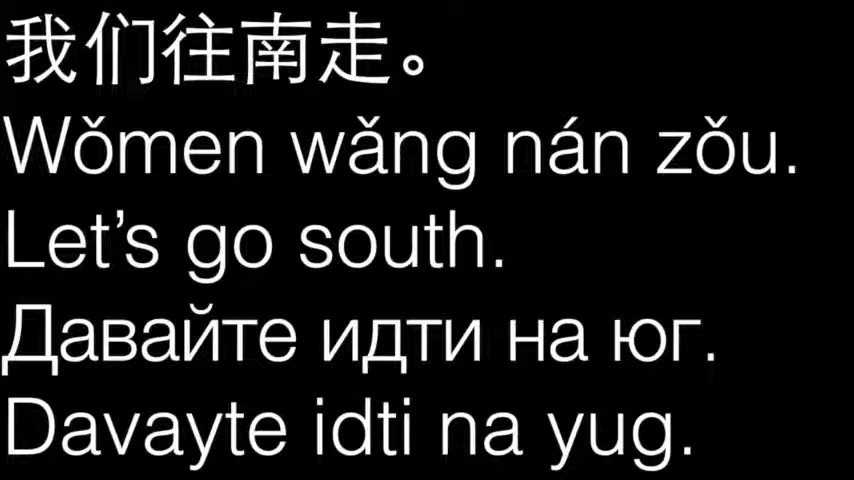 我们往南走。
Wǒmen wǎng nán zǒu.
Let’s go south.
Давайте идти на юг.
Davayte idti na yug.